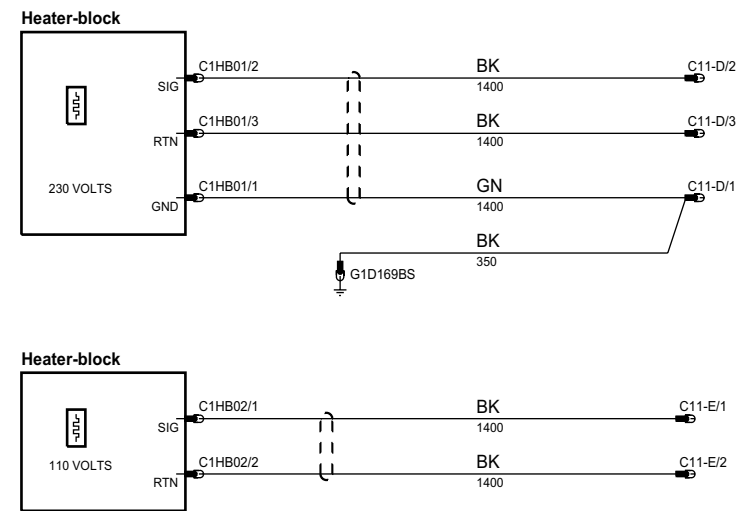 Heater-block
C1HB01/2 BK C11-D/2
SIG 1400
C1HB01/3 BK C11-D/3
RTN 1400
230 VOLTS C1HB01/1 GN C11-D/1
GND 1400
BK
350
G1D169BS
Heater-block
C1HB02/1 BK C11-E/1
SIG 1400
110 VOLTS C1HB02/2 BK C11-E/2
RTN 1400